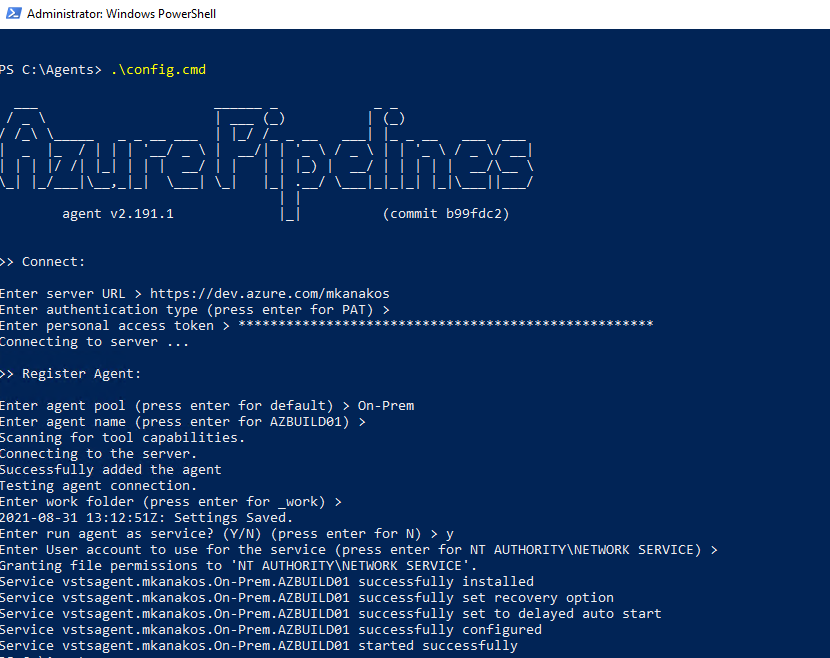 Administrator: Windows PowerShell
PS C:\Agents> .\config.cmd
Azure Pipelines
agent v2.191.1 (commit b99fdc2)
>> Connect:
Enter server URL > https://dev.azure.com/mkanakos
Enter authentication type (press enter for PAT) >
Enter personal access token > ****************************************************
Connecting to server ...
>> Register Agent:
Enter agent pool (press enter for default) > On-Prem
Enter agent name (press enter for AZBUILD01) >
Scanning for tool capabilities.
Connecting to the server.
Successfully added the agent
Testing agent connection.
Enter work folder (press enter for _work) >
2021-08-31 13:12:51Z: Settings Saved.
Enter run agent as service? (Y/N) (press enter for N) > y
Enter User account to use for the service (press enter for NT AUTHORITY\NETWORK SERVICE) >
Granting file permissions to 'NT AUTHORITY\NETWORK SERVICE'.
Service vstsagent.mkanakos.On-Prem.AZBUILD01 successfully installed
Service vstsagent.mkanakos.On-Prem.AZBUILD01 successfully set recovery option
Service vstsagent.mkanakos.On-Prem.AZBUILD01 successfully set to delayed auto start
Service vstsagent.mkanakos.On-Prem.AZBUILD01 successfully configured
Service vstsagent.mkanakos.On-Prem.AZBUILD01 started successfully